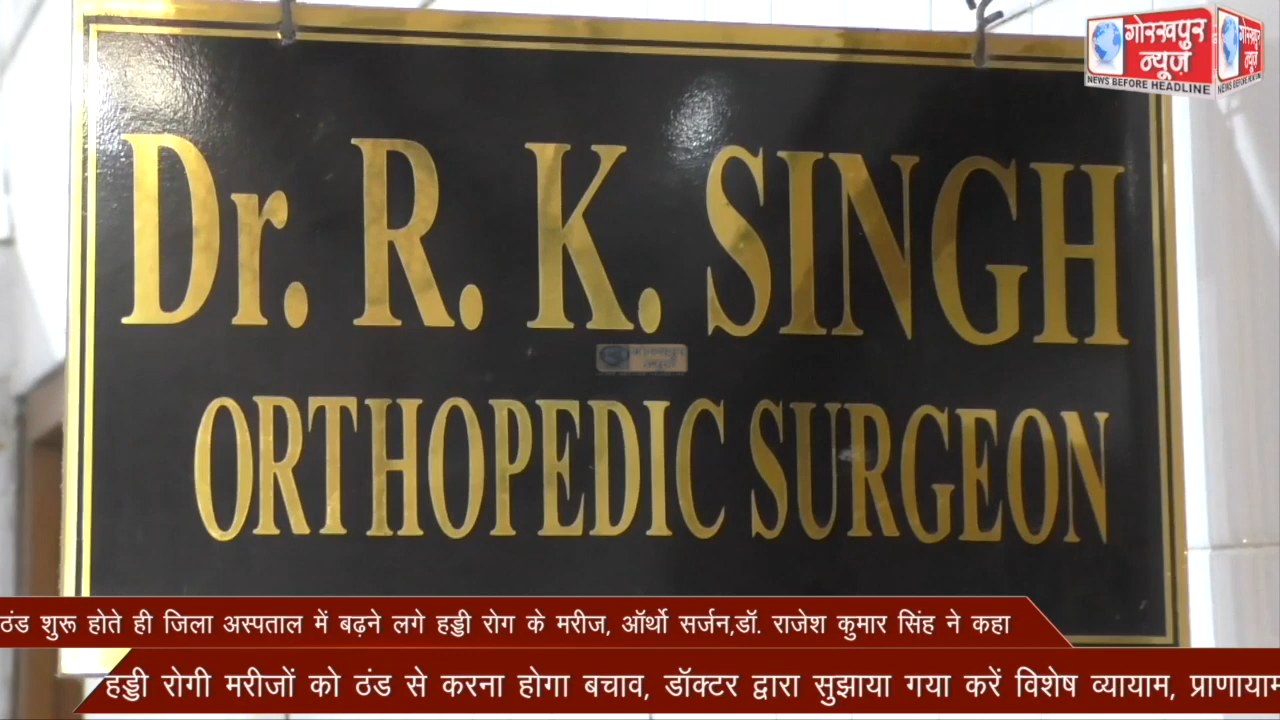 गोरखपुर
न्यूज़
NEWS BEFORE HEADLINE
Dr. R. K. SINGH
ORTHOPEDIC SURGEON
ठंड शुरू होते ही जिला अस्पताल में बढ़ने लगे हड्डी रोग के मरीज, ऑर्थो सर्जन,डॉ. राजेश कुमार सिंह ने कहा
हड्डी रोगी मरीजों को ठंड से करना होगा बचाव, डॉक्टर द्वारा सुझाया गया करें विशेष व्यायाम, प्राणायाम